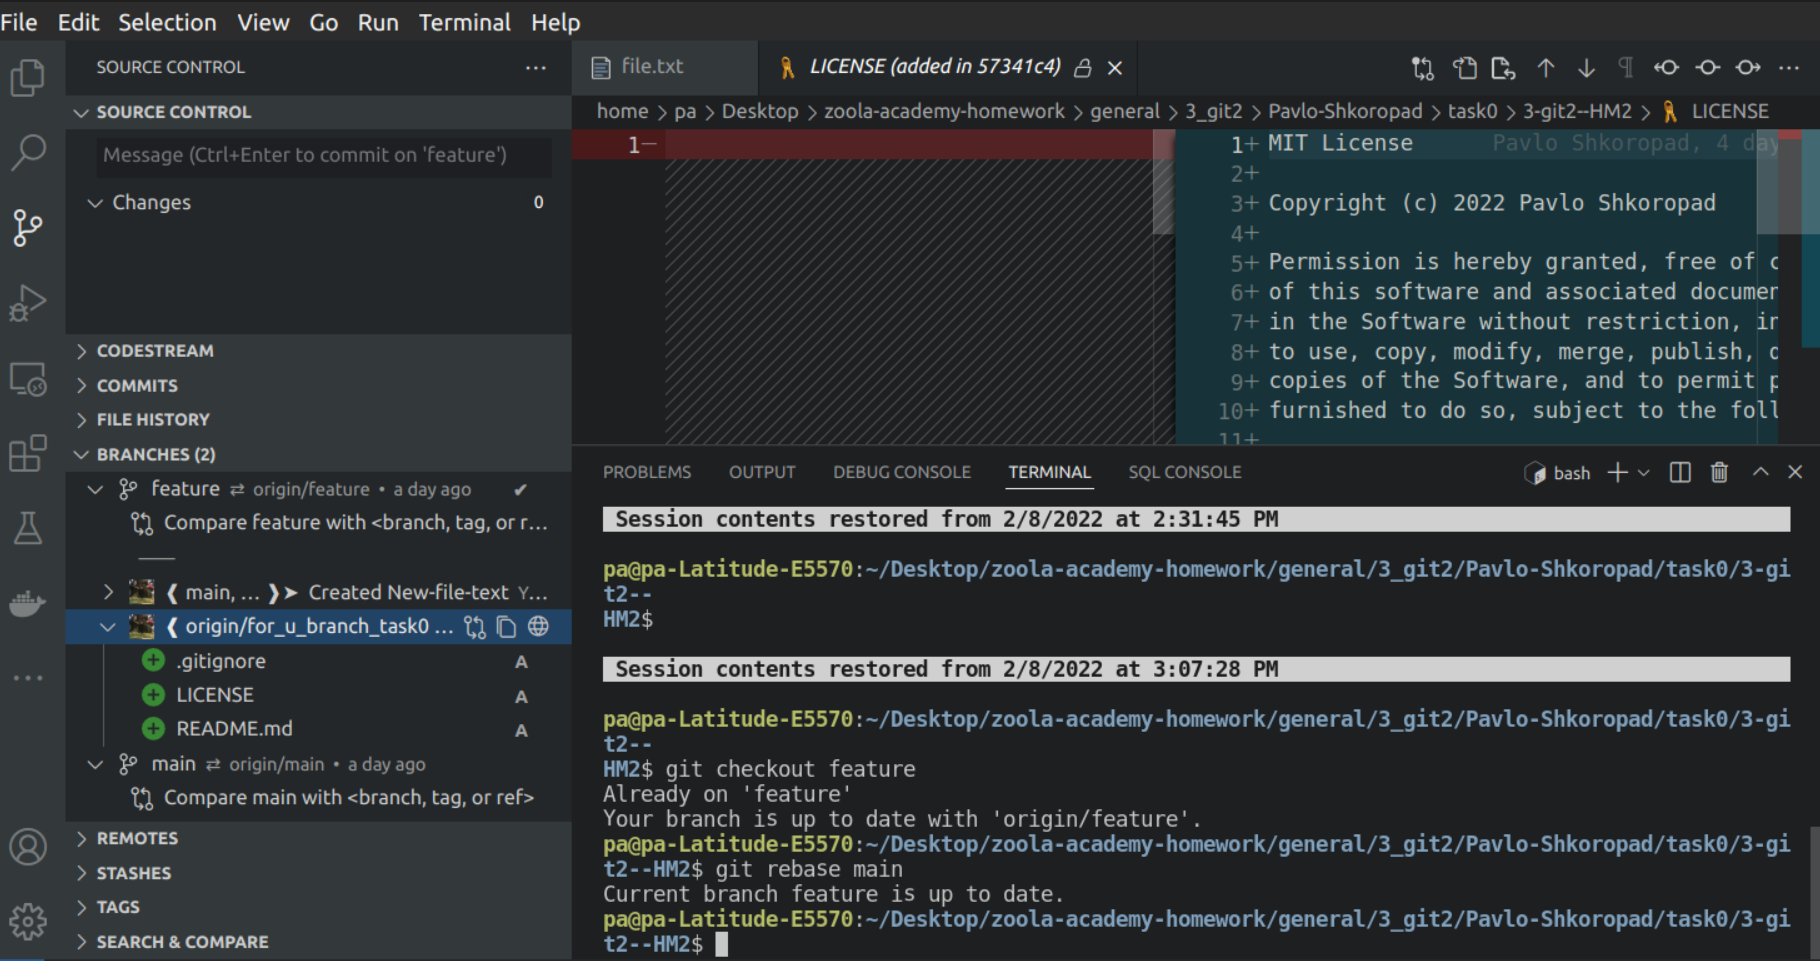 File Edit Selection View Go Run Terminal Help
SOURCE CONTROL ...
SOURCE CONTROL
Message (Ctrl+Enter to commit on 'feature')
Changes 0
CODESTREAM
COMMITS
FILE HISTORY
BRANCHES (2)
feature ⇄ origin/feature • a day ago ✔
Compare feature with <branch, tag, or r...
❰ main, ... ❱➤ Created New-file-text Y...
❰ origin/for_u_branch_task0 ...
.gitignore A
LICENSE A
README.md A
main ⇄ origin/main • a day ago
Compare main with <branch, tag, or ref>
REMOTES
STASHES
TAGS
SEARCH & COMPARE
file.txt
LICENSE (added in 57341c4)
home > pa > Desktop > zoola-academy-homework > general > 3_git2 > Pavlo-Shkoropad > task0 > 3-git2--HM2 > LICENSE
1−
1+ MIT License Pavlo Shkoropad, 4 day
2+
3+ Copyright (c) 2022 Pavlo Shkoropad
4+
5+ Permission is hereby granted, free of c
6+ of this software and associated documen
7+ in the Software without restriction, in
8+ to use, copy, modify, merge, publish, d
9+ copies of the Software, and to permit p
10+ furnished to do so, subject to the foll
11+
PROBLEMS OUTPUT DEBUG CONSOLE TERMINAL SQL CONSOLE bash
Session contents restored from 2/8/2022 at 2:31:45 PM
pa@pa-Latitude-E5570:~/Desktop/zoola-academy-homework/general/3_git2/Pavlo-Shkoropad/task0/3-gi
t2--
HM2$
Session contents restored from 2/8/2022 at 3:07:28 PM
pa@pa-Latitude-E5570:~/Desktop/zoola-academy-homework/general/3_git2/Pavlo-Shkoropad/task0/3-gi
t2--
HM2$ git checkout feature
Already on 'feature'
Your branch is up to date with 'origin/feature'.
pa@pa-Latitude-E5570:~/Desktop/zoola-academy-homework/general/3_git2/Pavlo-Shkoropad/task0/3-gi
t2--HM2$ git rebase main
Current branch feature is up to date.
pa@pa-Latitude-E5570:~/Desktop/zoola-academy-homework/general/3_git2/Pavlo-Shkoropad/task0/3-gi
t2--HM2$